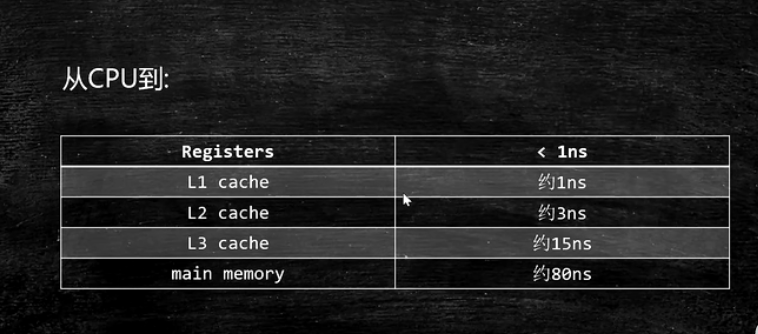 从CPU到:
Registers < 1ns
L1 cache 约1ns
L2 cache 约3ns
L3 cache 约15ns
main memory 约80ns